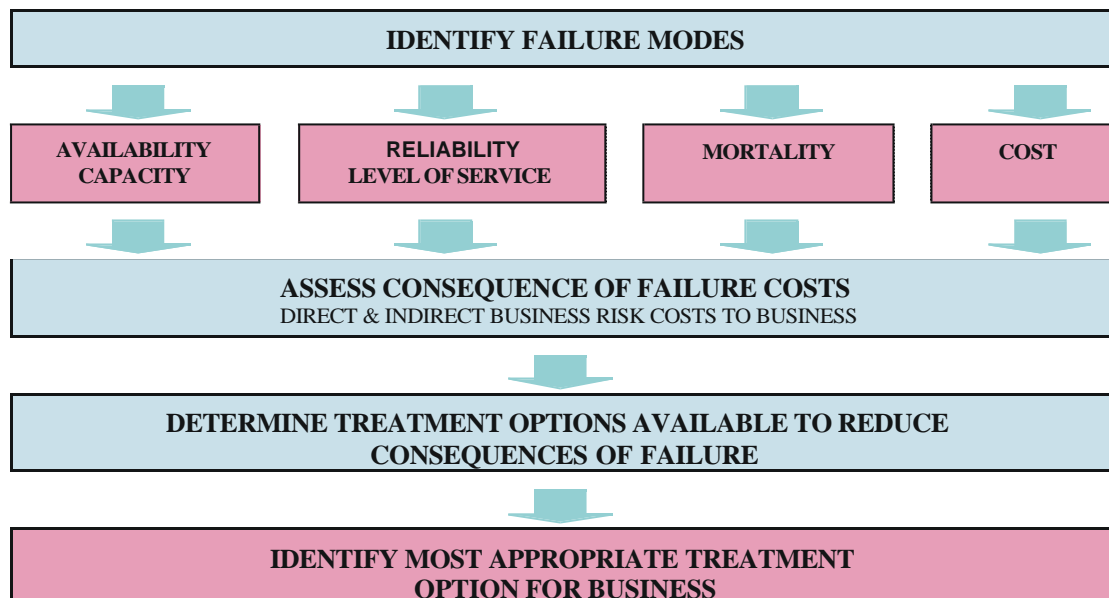 IDENTIFY FAILURE MODES
AVAILABILITY
CAPACITY
RELIABILITY
LEVEL OF SERVICE
MORTALITY
COST
ASSESS CONSEQUENCE OF FAILURE COSTS
DIRECT & INDIRECT BUSINESS RISK COSTS TO BUSINESS
DETERMINE TREATMENT OPTIONS AVAILABLE TO REDUCE
CONSEQUENCES OF FAILURE
IDENTIFY MOST APPROPRIATE TREATMENT
OPTION FOR BUSINESS